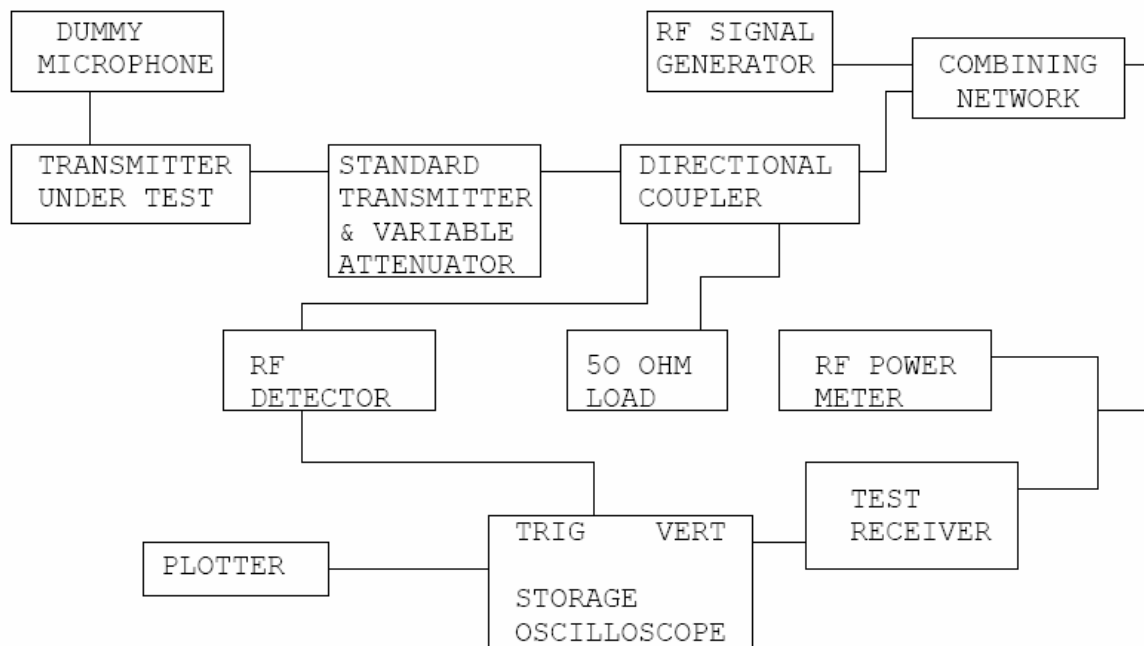 DUMMY
MICROPHONE
RF SIGNAL
GENERATOR
COMBINING
NETWORK
TRANSMITTER
UNDER TEST
STANDARD
TRANSMITTER
& VARIABLE
ATTENUATOR
DIRECTIONAL
COUPLER
RF
DETECTOR
50 OHM
LOAD
RF POWER
METER
TEST
RECEIVER
TRIG VERT
STORAGE
OSCILLOSCOPE
PLOTTER